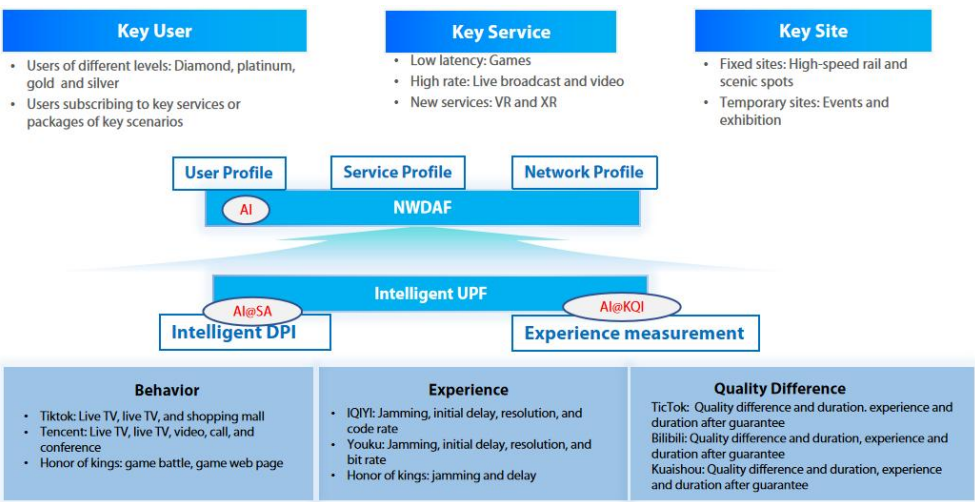 Key User
• Users of different levels: Diamond, platinum,
gold and silver
• Users subscribing to key services or
packages of key scenarios
Key Service
• Low latency: Games
• High rate: Live broadcast and video
• New services: VR and XR
Key Site
• Fixed sites: High-speed rail and
scenic spots
• Temporary sites: Events and
exhibition
User Profile
Service Profile
Network Profile
AI
NWDAF
Intelligent UPF
AI@SA
AI@KQI
Intelligent DPI
Experience measurement
Behavior
• Tiktok: Live TV, live TV, and shopping mall
• Tencent: Live TV, live TV, video, call, and
conference
• Honor of kings: game battle, game web page
Experience
• IQIYI: Jamming, initial delay, resolution, and
code rate
• Youku: Jamming, initial delay, resolution, and
bit rate
• Honor of kings: jamming and delay
Quality Difference
TicTok: Quality difference and duration. experience and
duration after guarantee
Bilibili: Quality difference and duration, experience and
duration after guarantee
Kuaishou: Quality difference and duration, experience
and duration after guarantee